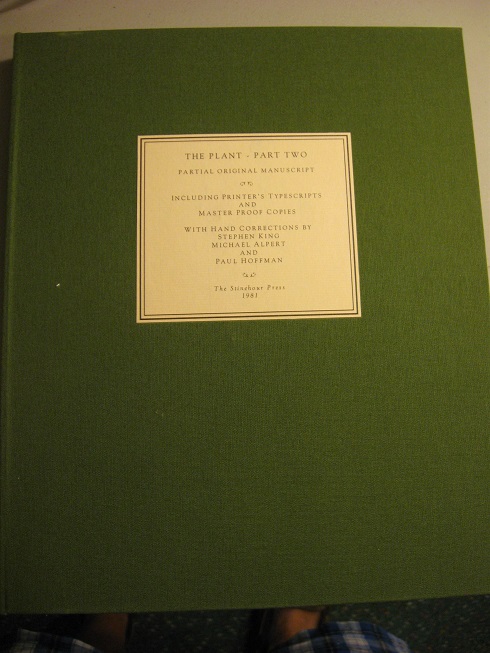 THE PLANT - PART TWO
PARTIAL ORIGINAL MANUSCRIPT
INCLUDING PRINTER'S TYPESCRIPTS
AND
MASTER PROOF COPIES
WITH HAND CORRECTIONS BY
STEPHEN KING
MICHAEL ALPERT
AND
PAUL HOFFMAN
The Stinehour Press
1981